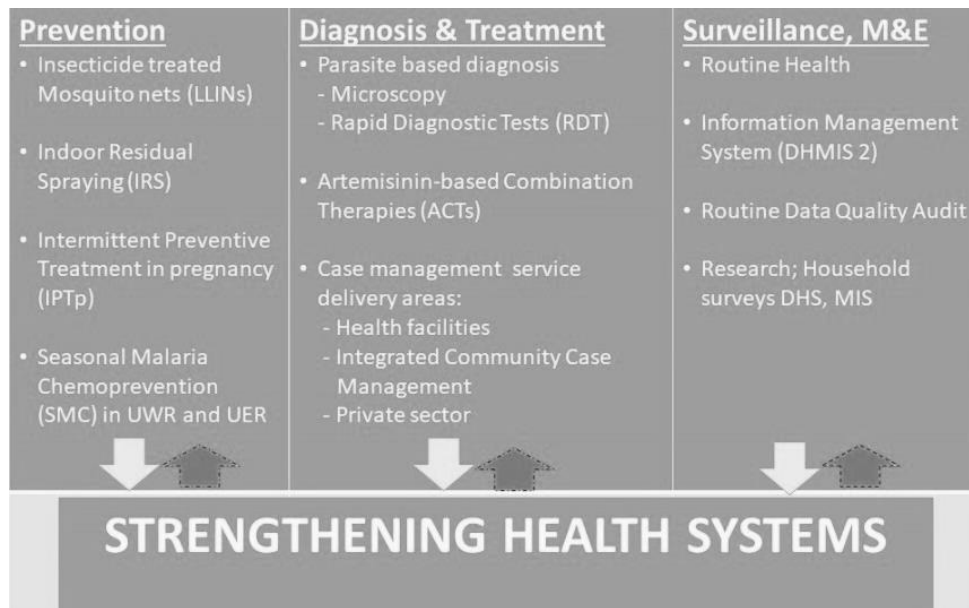 Prevention
• Insecticide treated
Mosquito nets (LLINs)
• Indoor Residual
Spraying (IRS)
• Intermittent Preventive
Treatment in pregnancy
(IPTp)
• Seasonal Malaria
Chemoprevention
(SMC) in UWR and UER
Diagnosis & Treatment
• Parasite based diagnosis
- Microscopy
- Rapid Diagnostic Tests (RDT)
• Artemisinin-based Combination
Therapies (ACTs)
• Case management service
delivery areas:
- Health facilities
- Integrated Community Case
Management
- Private sector
Surveillance, M&E
• Routine Health
• Information Management
System (DHMIS 2)
• Routine Data Quality Audit
• Research; Household
surveys DHS, MIS
STRENGTHENING HEALTH SYSTEMS